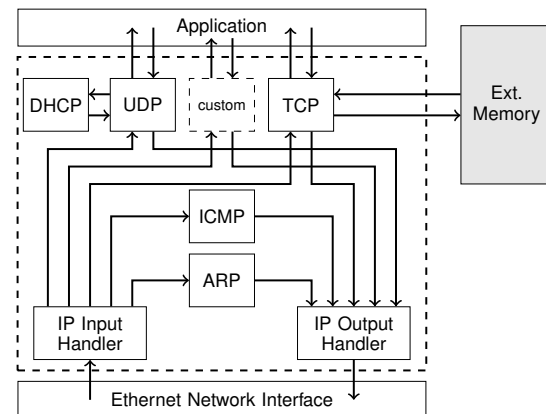 Application
DHCP
UDP
custom
TCP
Ext.
Memory
ICMP
ARP
IP Input
Handler
IP Output
Handler
Ethernet Network Interface